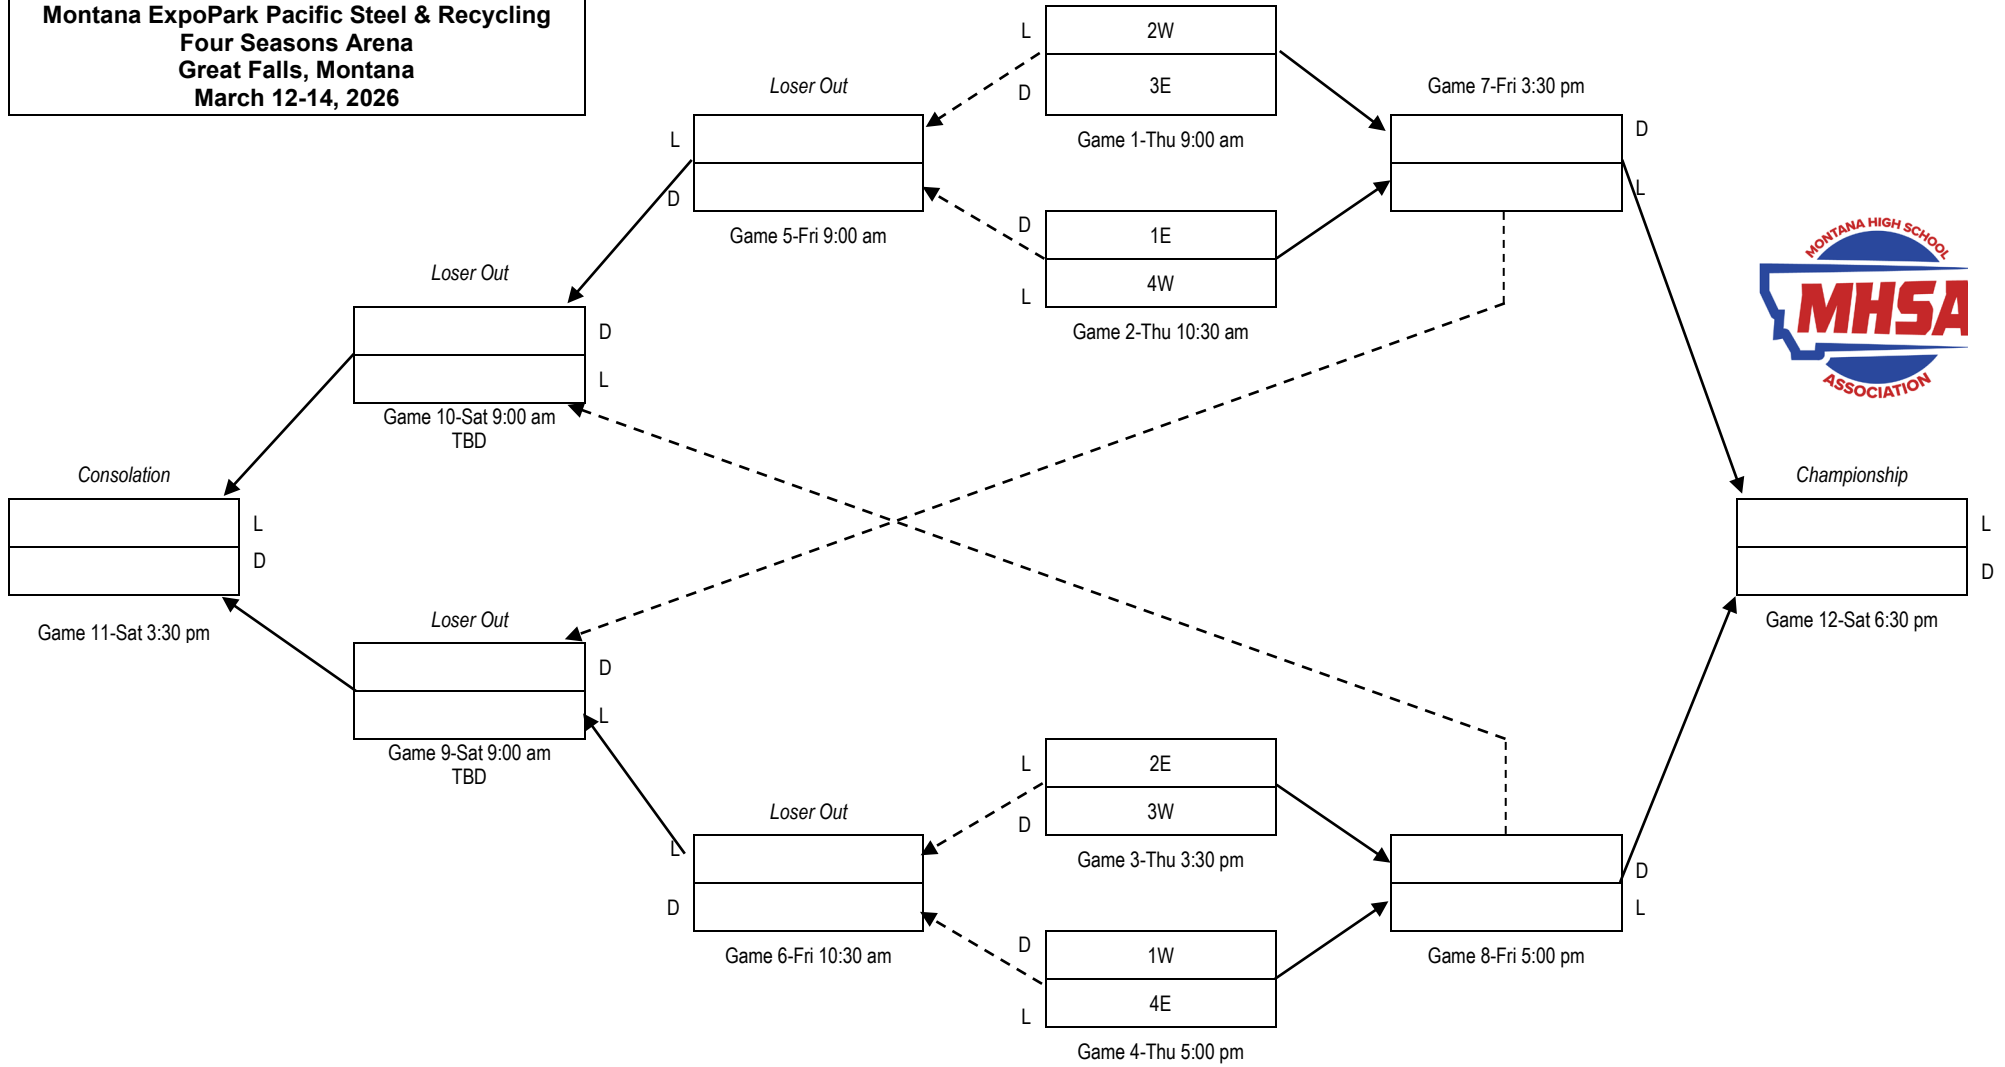 Montana ExpoPark Pacific Steel & Recycling
Four Seasons Arena
Great Falls, Montana
March 12-14, 2026
L
2W
D
3E
Game 1-Thu 9:00 am
Loser Out
L
D
Game 5-Fri 9:00 am
D
1E
L
4W
Game 2-Thu 10:30 am
Game 7-Fri 3:30 pm
D
L
MONTANA HIGH SCHOOL
MHSA
ASSOCIATION
Loser Out
D
L
Game 10-Sat 9:00 am
TBD
Consolation
L
D
Game 11-Sat 3:30 pm
Championship
L
D
Game 12-Sat 6:30 pm
Loser Out
D
L
Game 9-Sat 9:00 am
TBD
Loser Out
L
D
Game 6-Fri 10:30 am
L
2E
D
3W
Game 3-Thu 3:30 pm
D
1W
L
4E
Game 4-Thu 5:00 pm
D
L
Game 8-Fri 5:00 pm